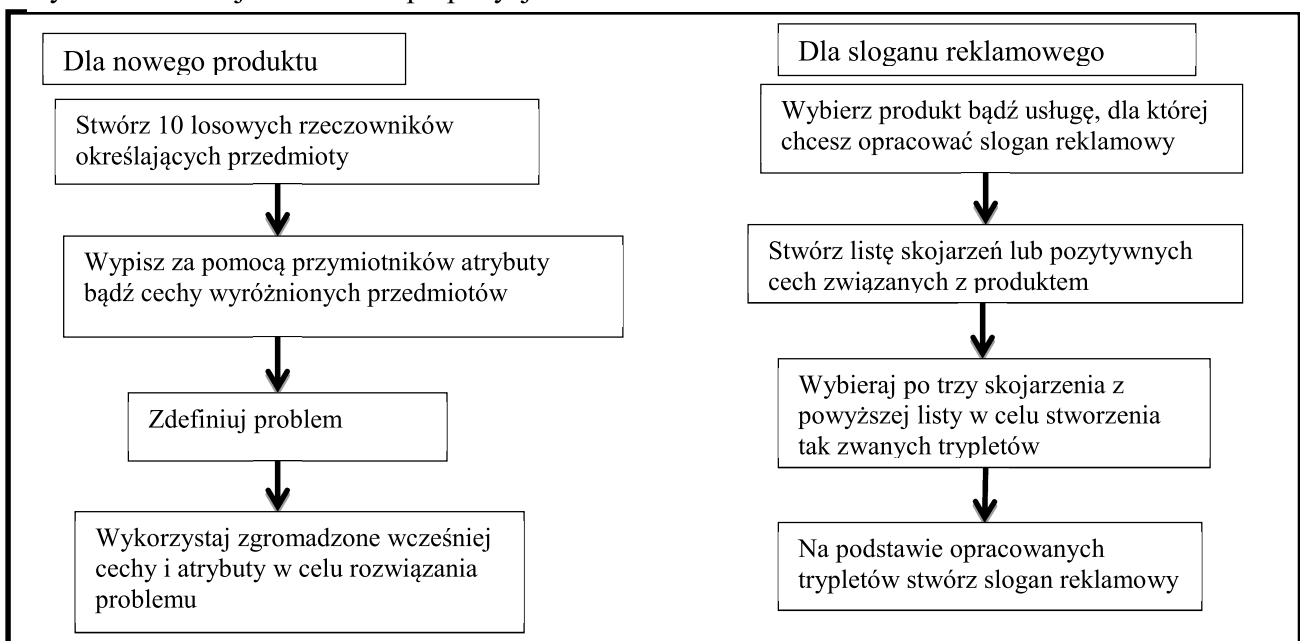 Dla nowego produktu
Stwórz 10 losowych rzeczowników
określających przedmioty
Wypisz za pomocą przymiotników atrybuty
bądź cechy wyróżnionych przedmiotów
Zdefiniuj problem
Wykorzystaj zgromadzone wcześniej
cechy i atrybuty w celu rozwiązania
problemu
Dla sloganu reklamowego
Wybierz produkt bądź usługę, dla której
chcesz opracować slogan reklamowy
Stwórz listę skojarzeń lub pozytywnych
cech związanych z produktem
Wybieraj po trzy skojarzenia z
powyższej listy w celu stworzenia
tak zwanych trypletów
Na podstawie opracowanych
trypletów stwórz slogan reklamowy